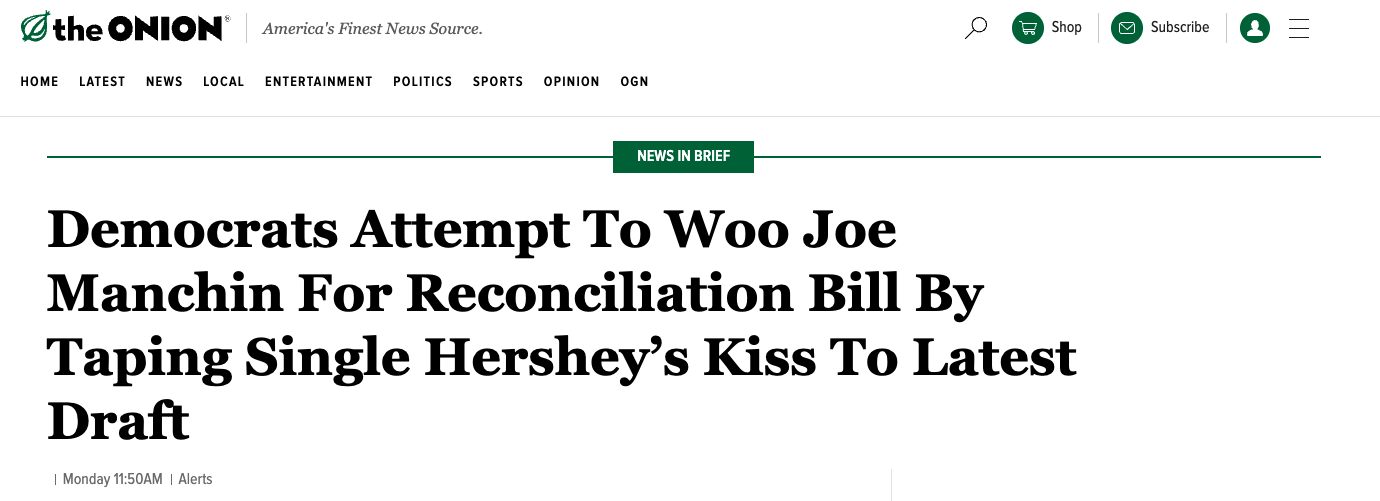 the ONION®
America's Finest News Source.
Shop
Subscribe
HOME LATEST NEWS LOCAL ENTERTAINMENT POLITICS SPORTS OPINION OGN
NEWS IN BRIEF
Democrats Attempt To Woo Joe
Manchin For Reconciliation Bill By
Taping Single Hershey’s Kiss To Latest
Draft
| Monday 11:50AM | Alerts